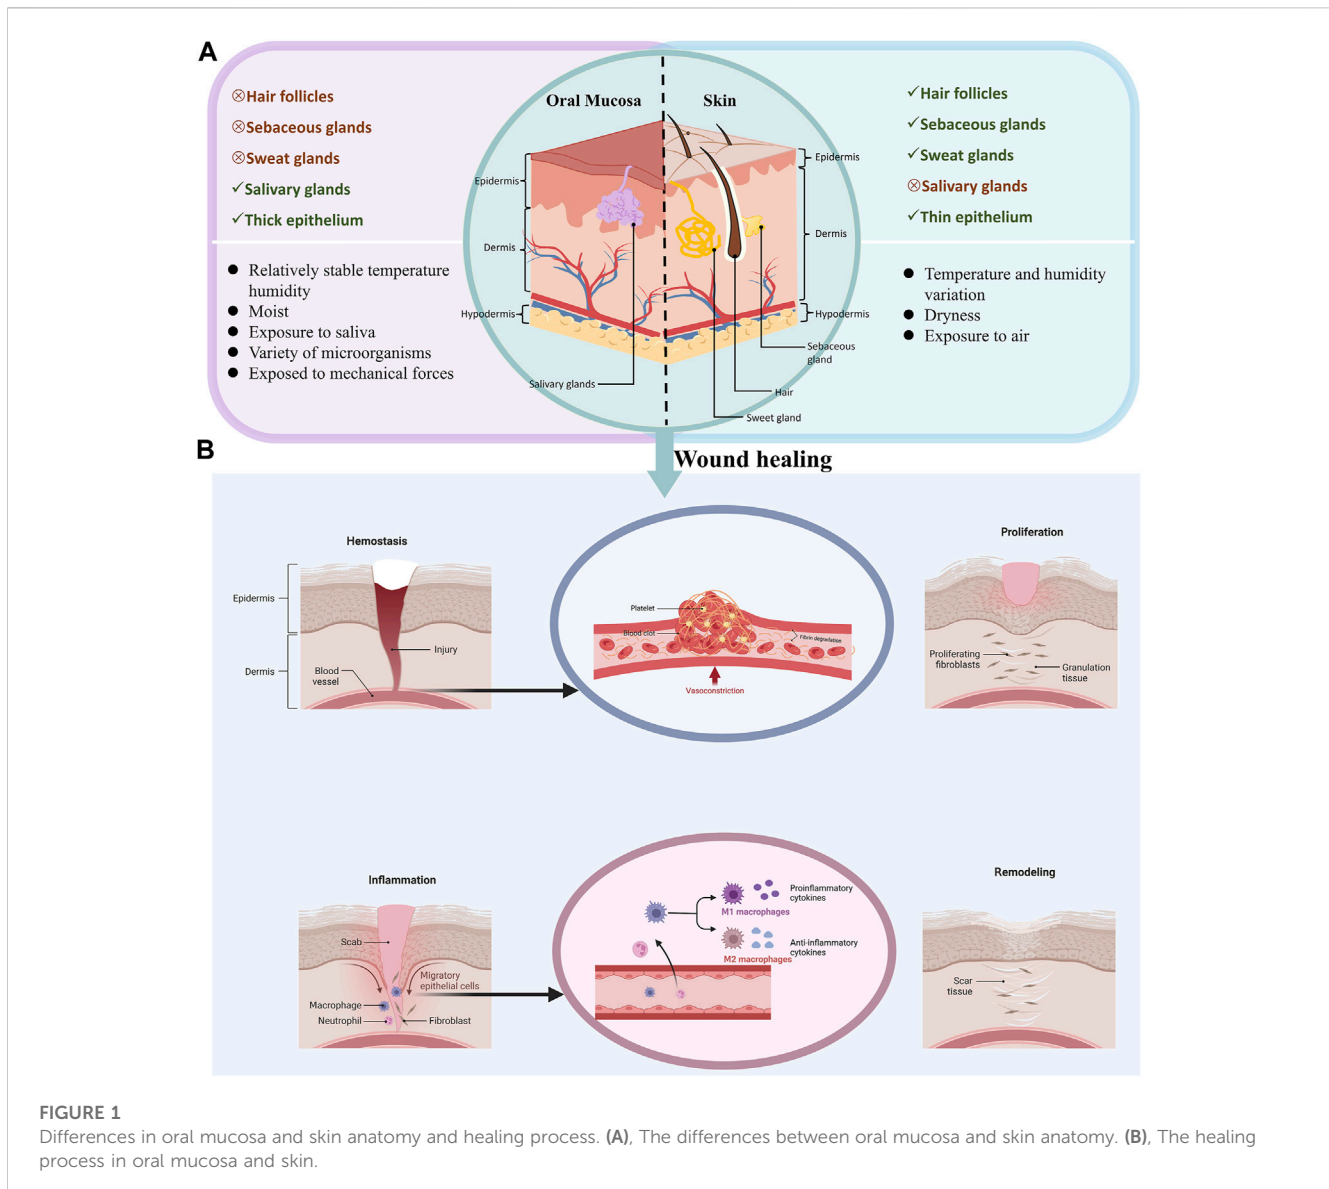 A
⊗Hair follicles
⊗Sebaceous glands
⊗Sweat glands
✓Salivary glands
✓Thick epithelium
● Relatively stable temperature
humidity
● Moist
● Exposure to saliva
● Variety of microorganisms
● Exposed to mechanical forces
Oral Mucosa
Skin
Epidermis
Dermis
Hypodermis
Salivary glands
Epidermis
Dermis
Hypodermis
Sebaceous
gland
Hair
Sweet gland
✓Hair follicles
✓Sebaceous glands
✓Sweat glands
⊗Salivary glands
✓Thin epithelium
● Temperature and humidity
variation
● Dryness
● Exposure to air
B
Wound healing
Hemostasis
Epidermis
Dermis
Injury
Blood
vessel
Platelet
Blood clot
Fibrin degradation
Vasoconstriction
Proliferation
Proliferating
fibroblasts
Granulation
tissue
Inflammation
Scab
Migratory
epithelial cells
Macrophage
Neutrophil
Fibroblast
M1 macrophages
Proinflammatory
cytokines
M2 macrophages
Anti-inflammatory
cytokines
Remodeling
Scar
tissue
FIGURE 1
Differences in oral mucosa and skin anatomy and healing process. (A), The differences between oral mucosa and skin anatomy. (B), The healing
process in oral mucosa and skin.